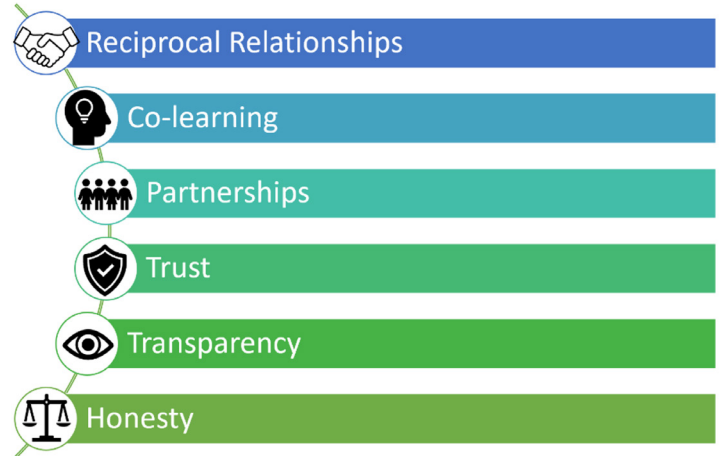 Reciprocal Relationships
Co-learning
Partnerships
Trust
Transparency
Honesty